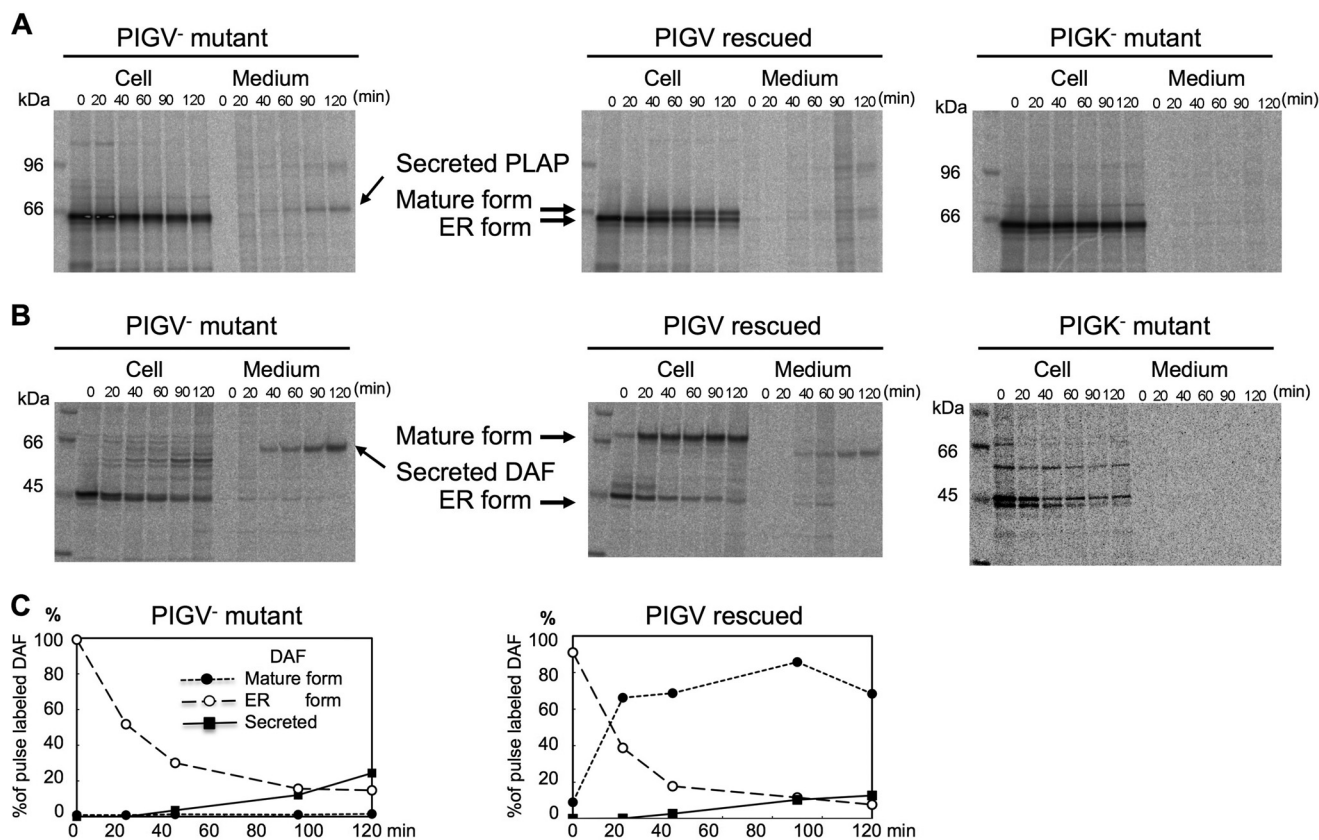 A
PIGV- mutant
PIGV rescued
PIGK- mutant
Cell Medium
Cell Medium
Cell Medium
kDa 0 20 40 60 90 120 0 20 40 60 90 120 (min)
0 20 40 60 90 120 0 20 40 60 90 120 (min)
kDa 0 20 40 60 90 120 0 20 40 60 90 120 (min)
96
66
Secreted PLAP
Mature form
ER form
96
66
B
PIGV- mutant
PIGV rescued
PIGK- mutant
Cell Medium
Cell Medium
Cell Medium
kDa 0 20 40 60 90 120 0 20 40 60 90 120 (min)
0 20 40 60 90 120 0 20 40 60 90 120 (min)
kDa 0 20 40 60 90 120 0 20 40 60 90 120 (min)
66
45
Mature form
Secreted DAF
ER form
66
45
C
PIGV- mutant
%
%of pulse labeled DAF
100
80
60
40
20
0
DAF
Mature form
ER form
Secreted
0 20 40 60 80 100 120 min
PIGV rescued
%
%of pulse labeled DAF
100
80
60
40
20
0
0 20 40 60 80 100 120 min